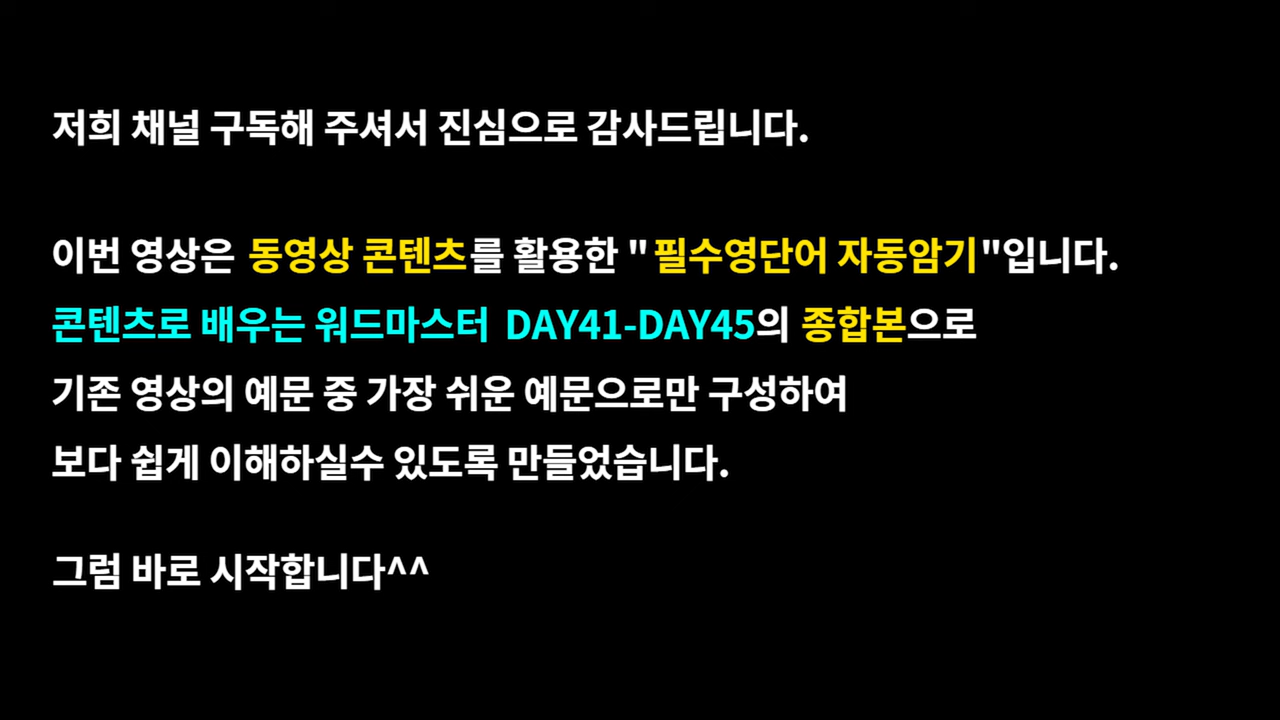 저희 채널 구독해 주셔서 진심으로 감사드립니다.
이번 영상은 동영상 콘텐츠를 활용한 "필수영단어 자동암기"입니다.
콘텐츠로 배우는 워드마스터 DAY41-DAY45의 종합본으로
기존 영상의 예문 중 가장 쉬운 예문으로만 구성하여
보다 쉽게 이해하실수 있도록 만들었습니다.
그럼 바로 시작합니다^^